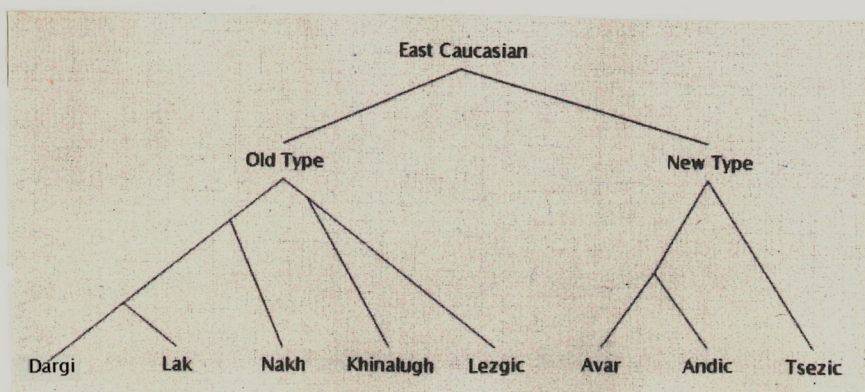 East Caucasian
Old Type
New Type
Dargi
Lak
Nakh
Khinalugh
Lezgic
Avar
Andic
Tsezic